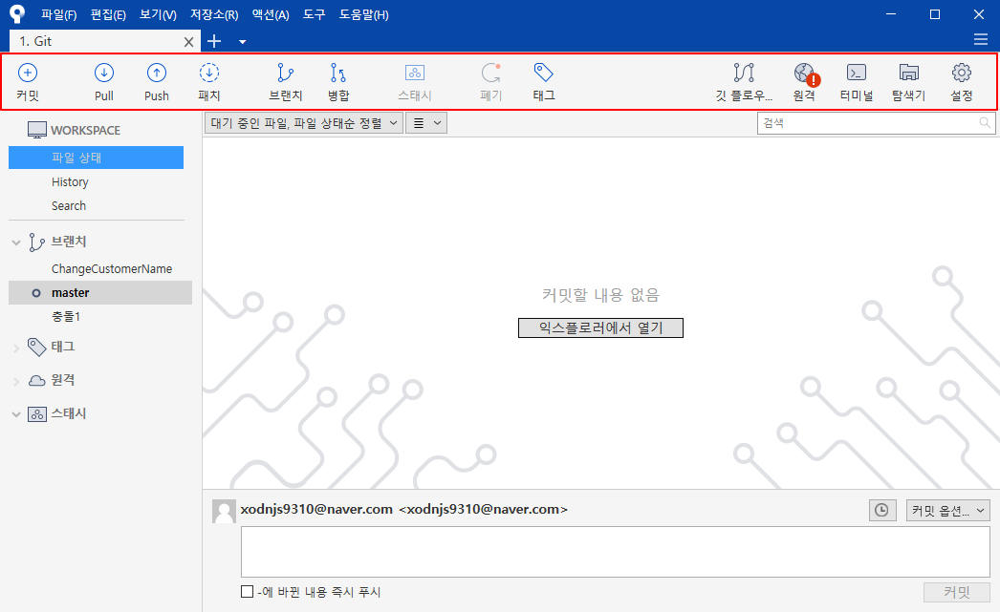 파일(F) 편집(E) 보기(V) 저장소(R) 액션(A) 도구 도움말(H)
1. Git
커밋 Pull Push 패치 브랜치 병합 스태시 폐기 태그 깃 플로우... 원격 터미널 탐색기 설정
WORKSPACE
파일 상태
History
Search
브랜치
ChangeCustomerName
master
충돌1
태그
원격
스태시
대기 중인 파일, 파일 상태순 정렬
검색
커밋할 내용 없음
익스플로러에서 열기
xodnjs9310@naver.com <xodnjs9310@naver.com>
커밋 옵션...
-에 바뀐 내용 즉시 푸시
커밋